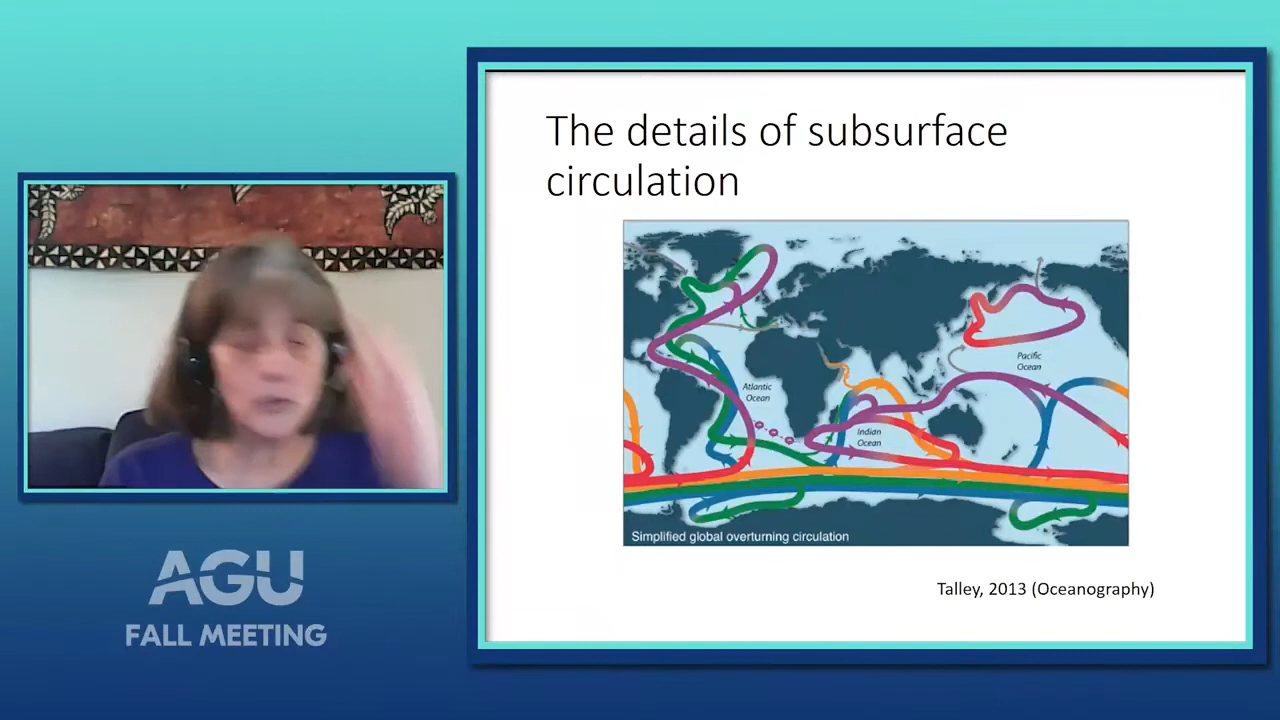 The details of subsurface
circulation
Atlantic
Ocean
Pacific
Ocean
Indian
Ocean
Simplified global overturning circulation
Talley, 2013 (Oceanography)
AGU
FALL MEETING